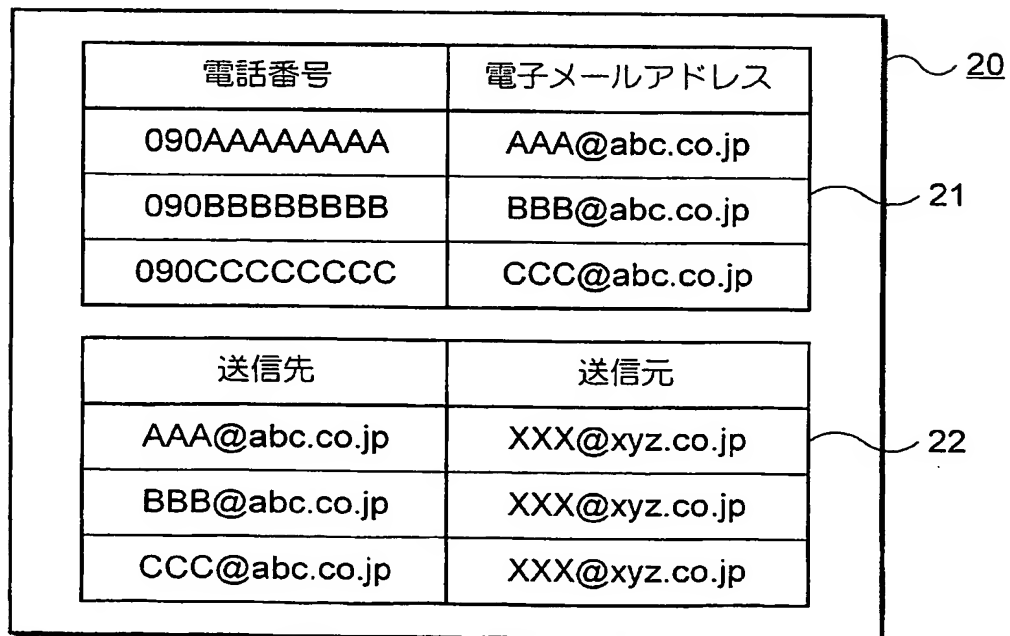 電話番号 電子メールアドレス 20
090AAAAAAAA AAA@abc.co.jp
090BBBBBBBB BBB@abc.co.jp 21
090CCCCCCCC CCC@abc.co.jp
送信先 送信元
AAA@abc.co.jp XXX@xyz.co.jp 22
BBB@abc.co.jp XXX@xyz.co.jp
CCC@abc.co.jp XXX@xyz.co.jp